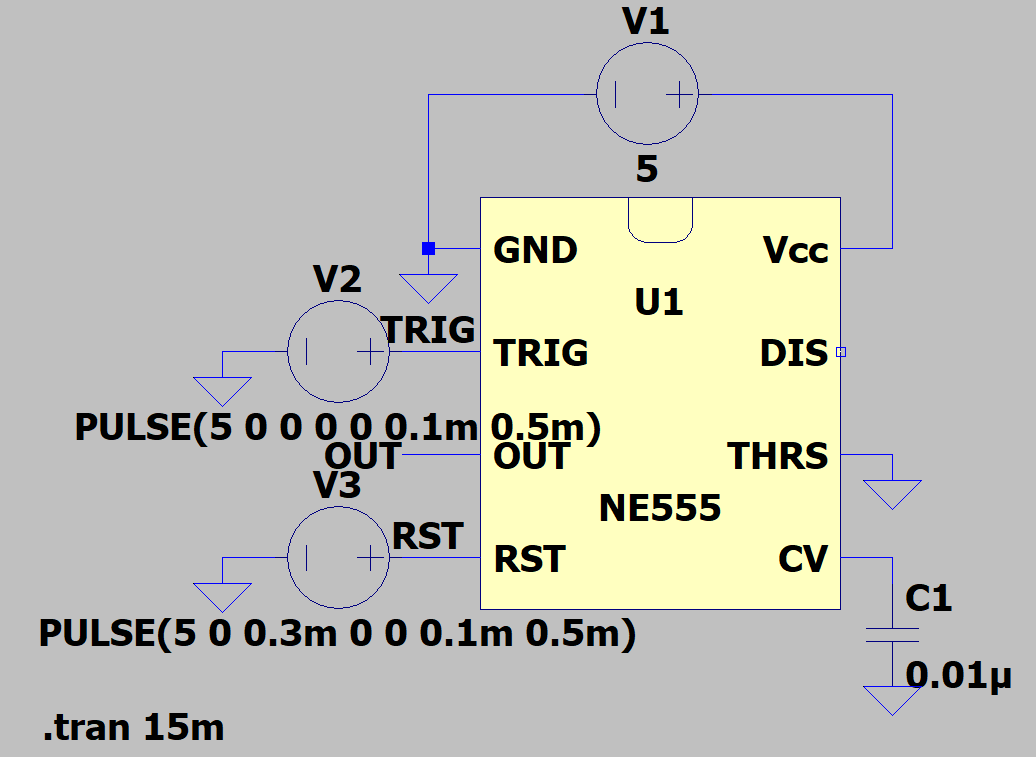 V1
5
GND
Vcc
V2
U1
TRIG
TRIG
DIS
PULSE(5 0 0 0 0 0.1m 0.5m)
OUT
OUT
THRS
V3
NE555
RST
RST
CV
C1
PULSE(5 0 0.3m 0 0 0.1m 0.5m)
0.01µ
.tran 15m